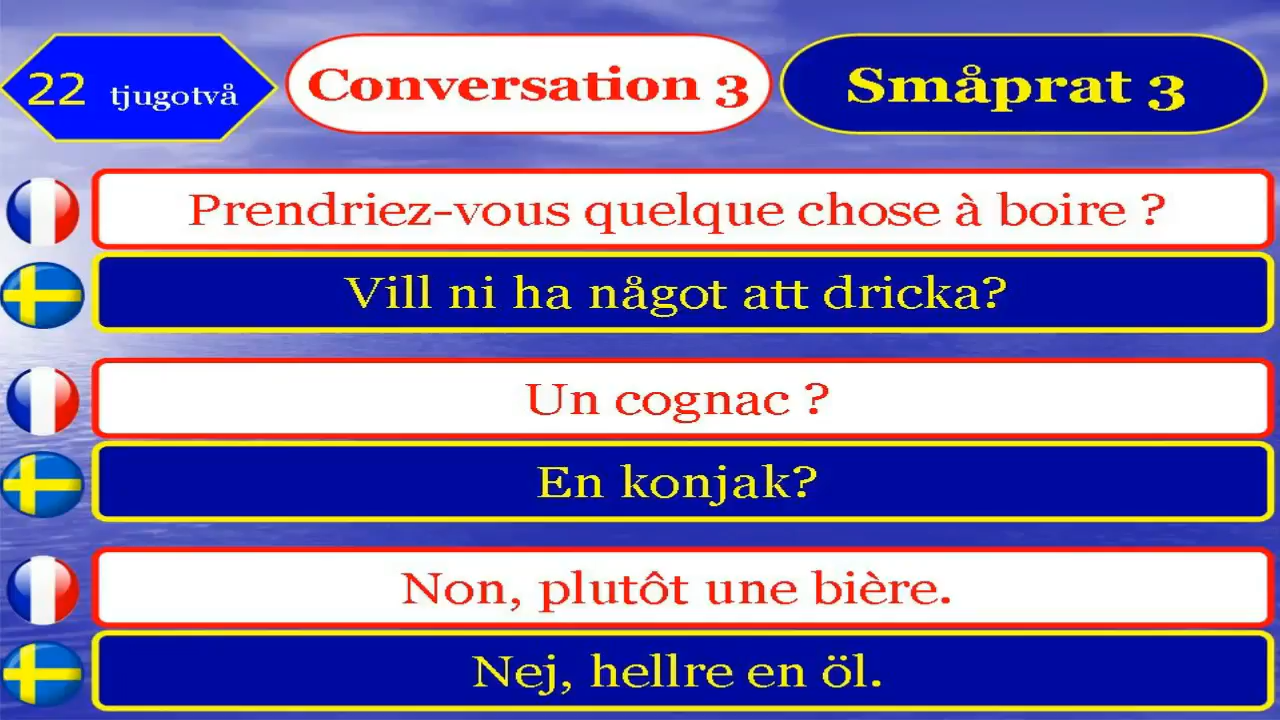 22 tjugotvå
Conversation 3
Småprat 3
Prendriez-vous quelque chose à boire ?
Vill ni ha något att dricka?
Un cognac ?
En konjak?
Non, plutôt une bière.
Nej, hellre en öl.